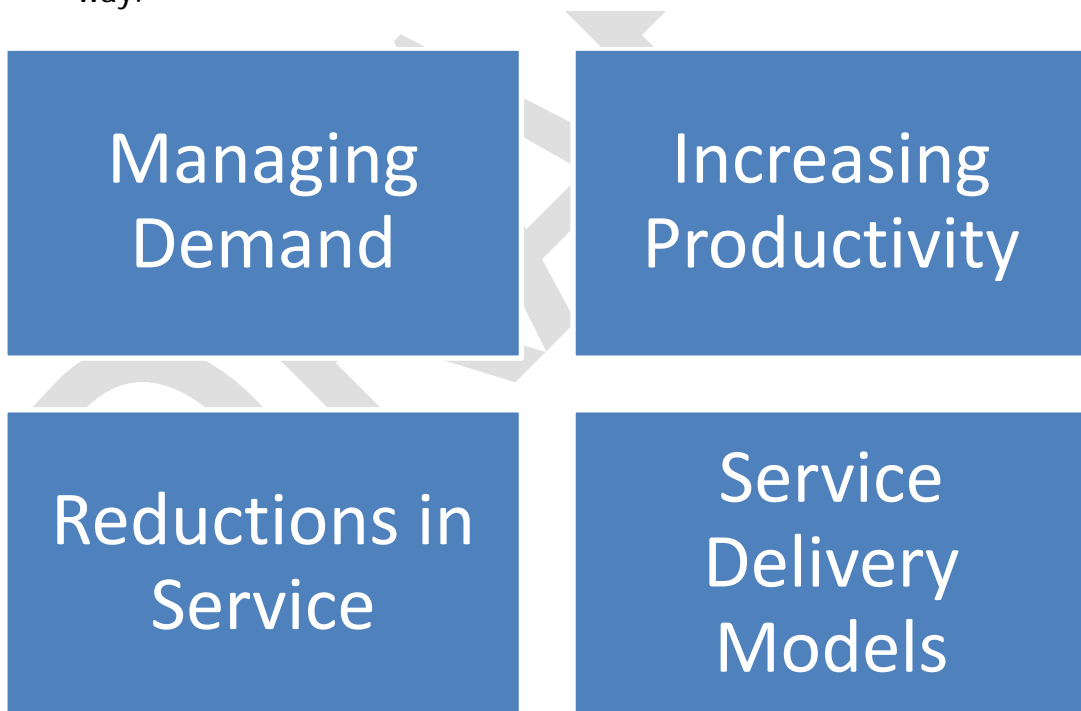 Managing
Demand
Increasing
Productivity
Reductions in
Service
Service
Delivery
Models